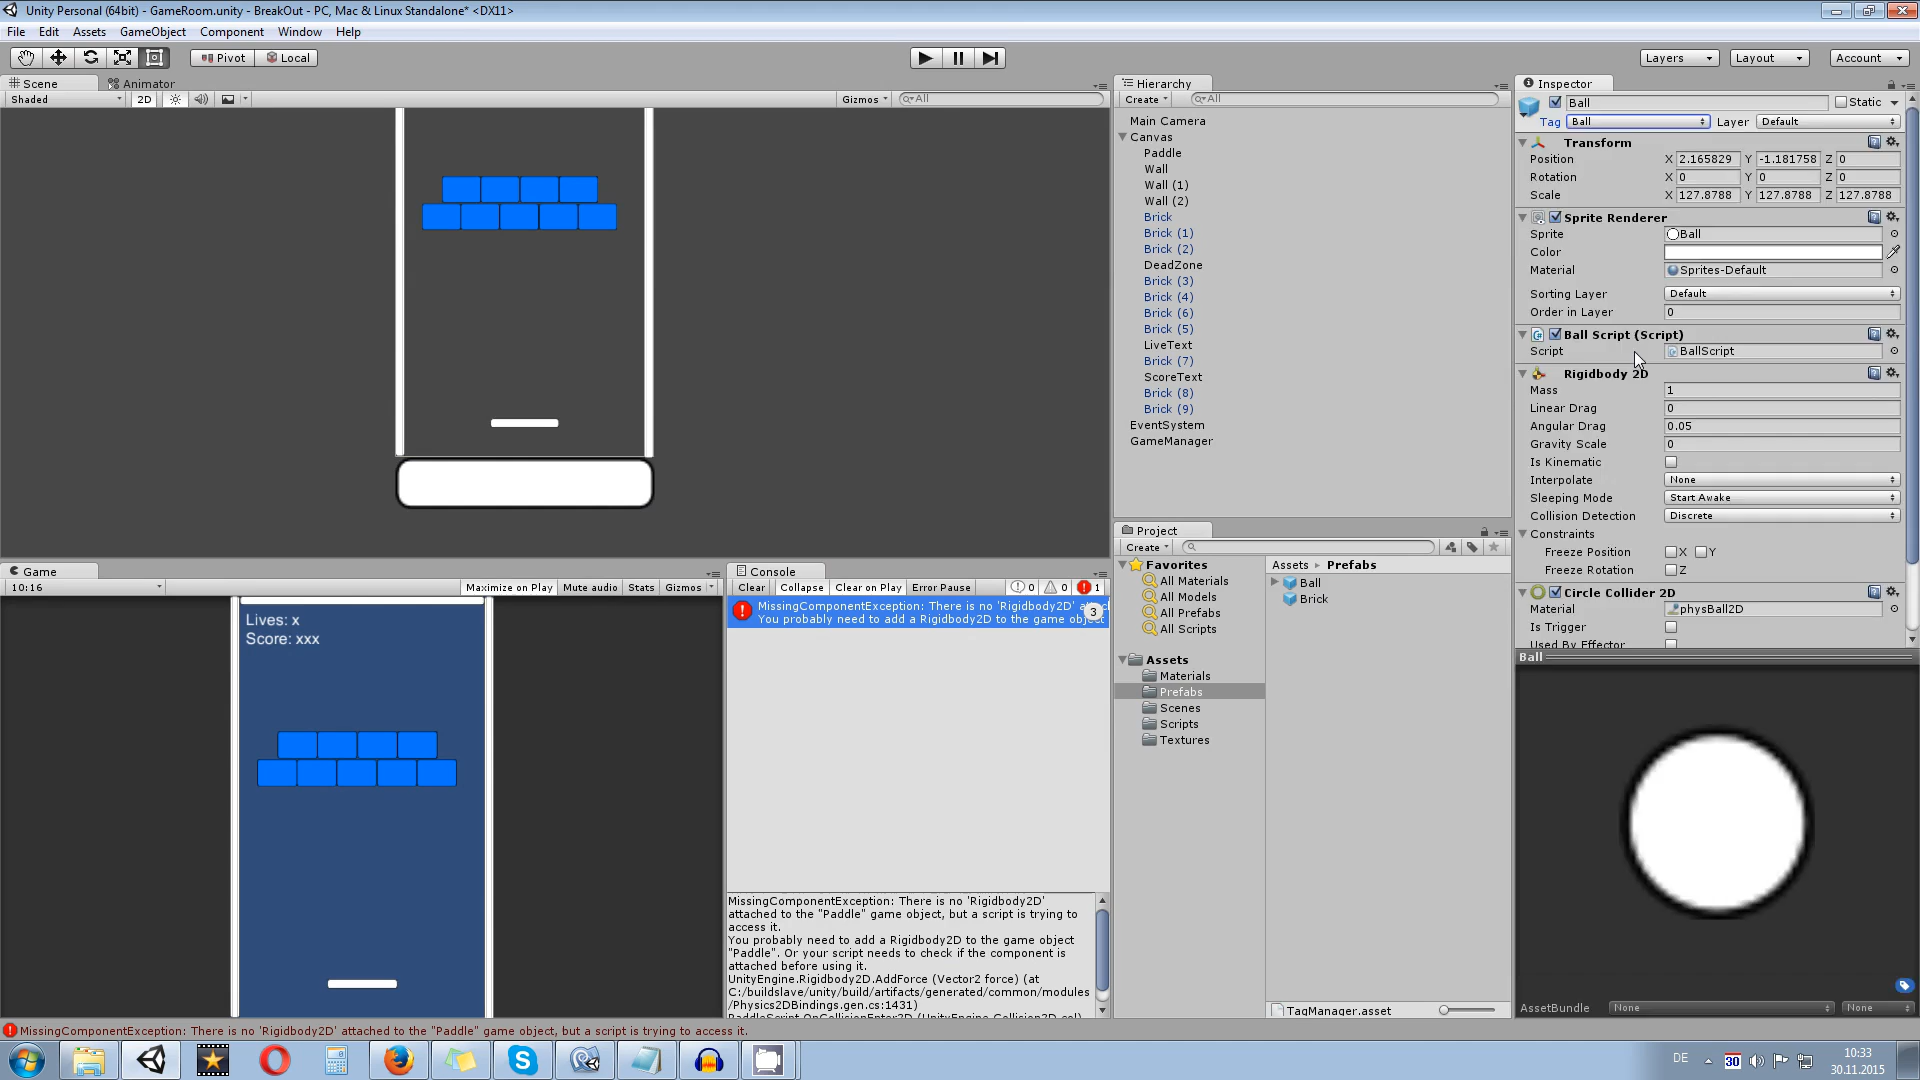 Unity Personal (64bit) - GameRoom.unity - BreakOut - PC, Mac & Linux Standalone* <DX11>
File Edit Assets GameObject Component Window Help
Pivot Local
Layers Layout Account
Scene Animator
Shaded 2D Gizmos All
Hierarchy
Create All
Main Camera
Canvas
Paddle
Wall
Wall (1)
Wall (2)
Brick
Brick (1)
Brick (2)
DeadZone
Brick (3)
Brick (4)
Brick (6)
Brick (5)
LiveText
Brick (7)
ScoreText
Brick (8)
Brick (9)
EventSystem
GameManager
Inspector
Ball Static
Tag Ball Layer Default
Transform
Position X 2.165829 Y -1.181758 Z 0
Rotation X 0 Y 0 Z 0
Scale X 127.8788 Y 127.8788 Z 127.8788
Sprite Renderer
Sprite Ball
Color
Material Sprites-Default
Sorting Layer Default
Order in Layer 0
Ball Script (Script)
Script BallScript
Rigidbody 2D
Mass 1
Linear Drag 0
Angular Drag 0.05
Gravity Scale 0
Is Kinematic
Interpolate None
Sleeping Mode Start Awake
Collision Detection Discrete
Constraints
Freeze Position X Y
Freeze Rotation Z
Circle Collider 2D
Material physBall2D
Is Trigger
Used By Effector
Ball
AssetBundle None None
Game
10:16 Maximize on Play Mute audio Stats Gizmos
Lives: x
Score: xxx
Console
Clear Collapse Clear on Play Error Pause 0 0 1
MissingComponentException: There is no 'Rigidbody2D'
You probably need to add a Rigidbody2D to the game
3
MissingComponentException: There is no 'Rigidbody2D'
attached to the "Paddle" game object, but a script is trying to
access it.
You probably need to add a Rigidbody2D to the game object
"Paddle". Or your script needs to check if the component is
attached before using it.
UnityEngine.Rigidbody2D.AddForce (Vector2 force) (at
C:/buildslave/unity/build/artifacts/generated/common/modules
/Physics2DBindings.gen.cs:1431)
PaddleScript.OnCollisionEnter2D (UnityEngine.Collision2D col)
Project
Create
Favorites
All Materials
All Models
All Prefabs
All Scripts
Assets
Materials
Prefabs
Scenes
Scripts
Textures
Assets Prefabs
Ball
Brick
TagManager.asset
MissingComponentException: There is no 'Rigidbody2D' attached to the "Paddle" game object, but a script is trying to access it.
DE 30 10:33
30.11.2015